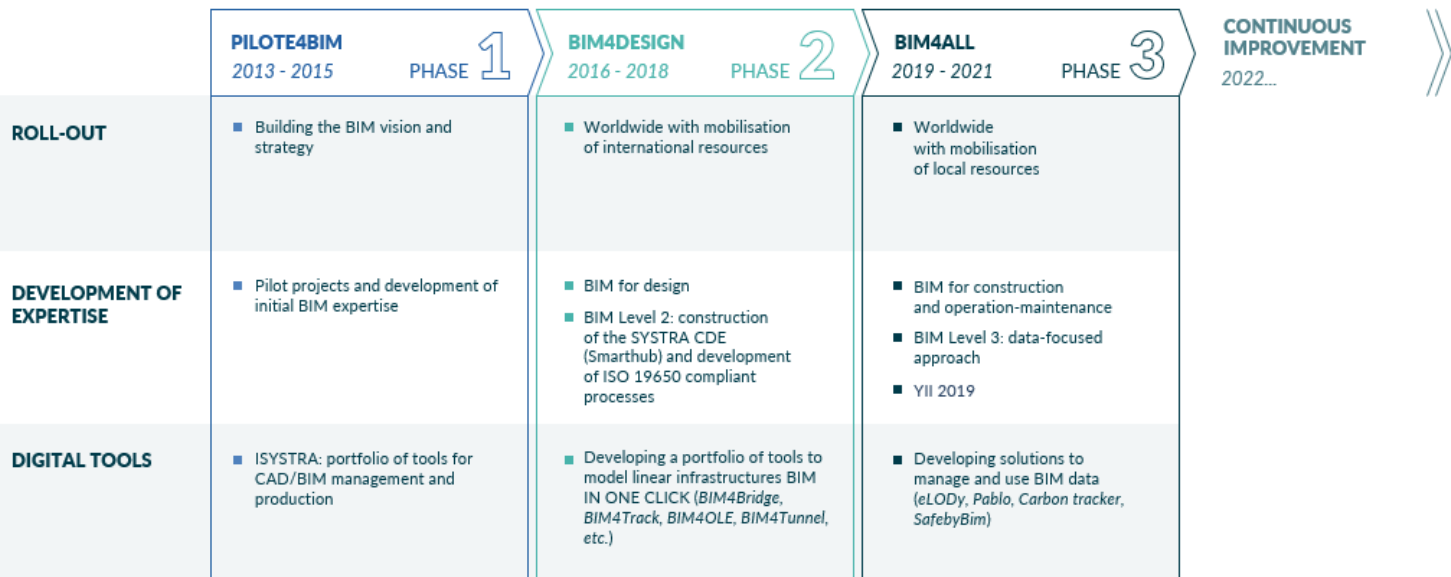 PILOTE4BIM
2013 - 2015
PHASE 1
BIM4DESIGN
2016 - 2018
PHASE 2
BIM4ALL
2019 - 2021
PHASE 3
CONTINUOUS
IMPROVEMENT
2022...
ROLL-OUT
Building the BIM vision and
strategy
Worldwide with mobilisation
of international resources
Worldwide
with mobilisation
of local resources
DEVELOPMENT OF
EXPERTISE
Pilot projects and development of
initial BIM expertise
BIM for design
BIM Level 2: construction
of the SYSTRA CDE
(Smarthub) and development
of ISO 19650 compliant
processes
BIM for construction
and operation-maintenance
BIM Level 3: data-focused
approach
YII 2019
DIGITAL TOOLS
ISYSTRA: portfolio of tools for
CAD/BIM management and
production
Developing a portfolio of tools to
model linear infrastructures BIM
IN ONE CLICK (BIM4Bridge,
BIM4Track, BIM4OLE, BIM4Tunnel,
etc.)
Developing solutions to
manage and use BIM data
(eLODy, Pablo, Carbon tracker,
SafebyBim)